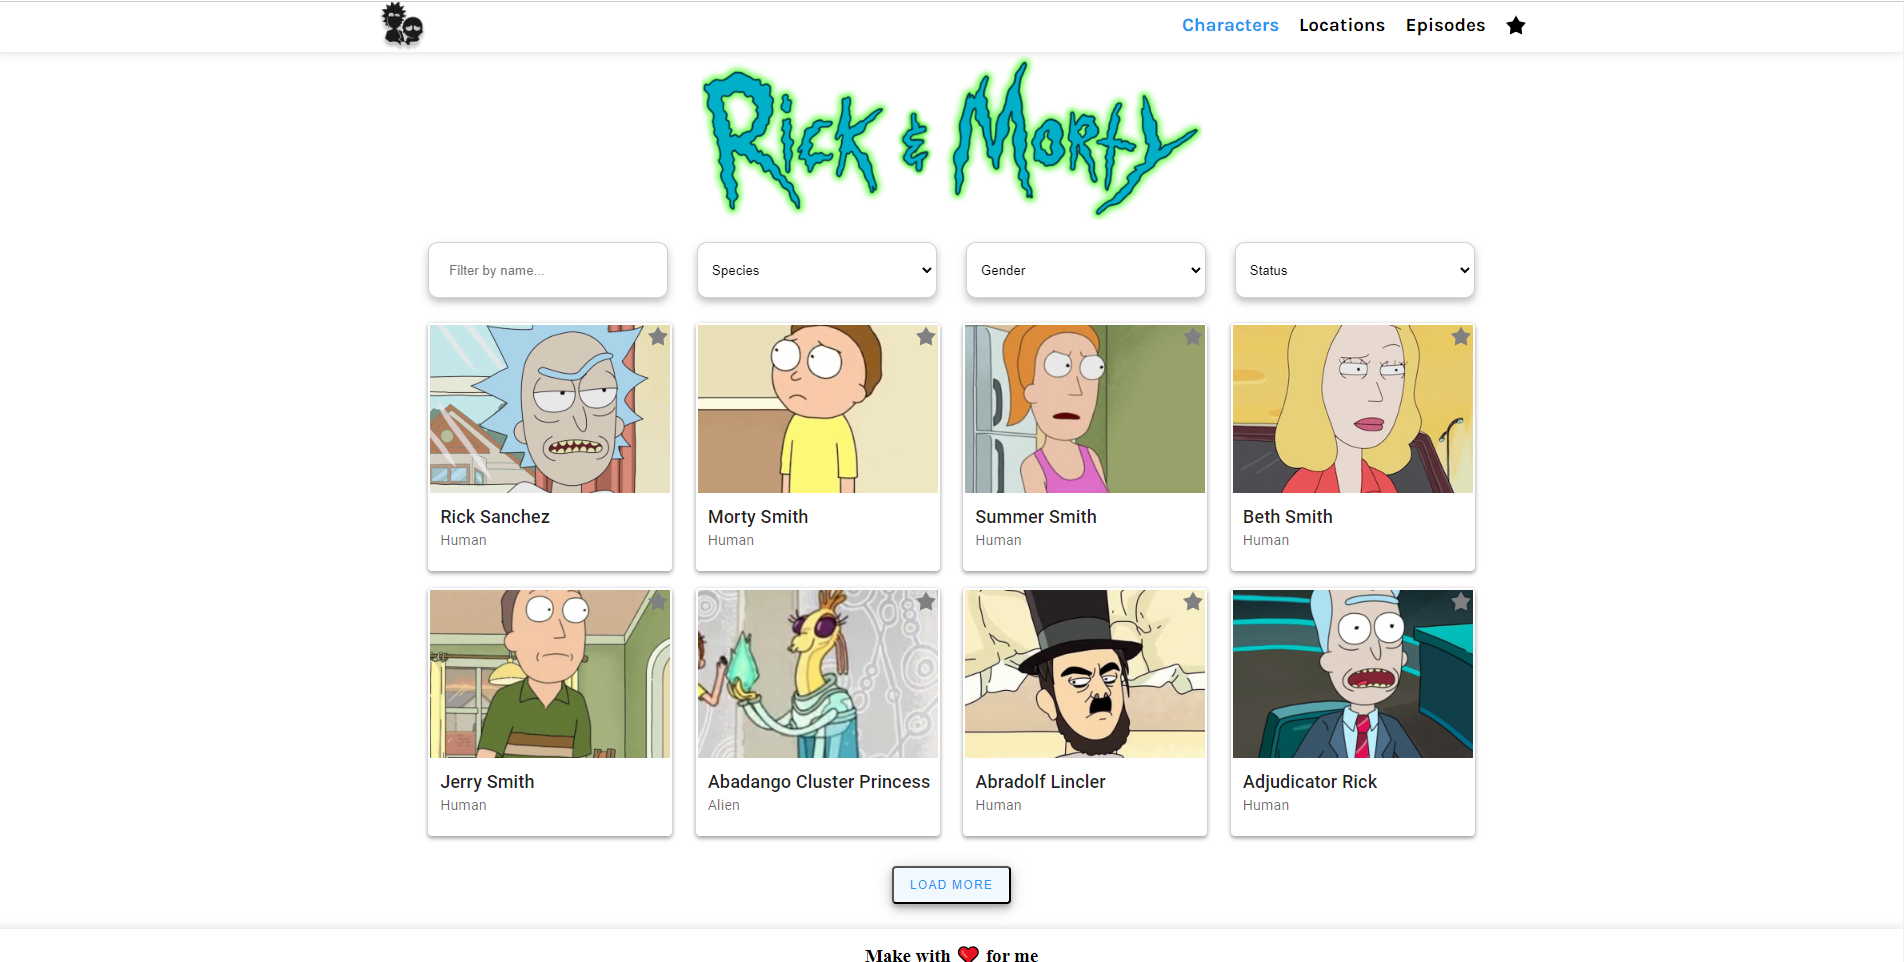 Characters Locations Episodes
Rick & Morty
Filter by name... Species Gender Status
Rick Sanchez
Human
Morty Smith
Human
Summer Smith
Human
Beth Smith
Human
Jerry Smith
Human
Abadango Cluster Princess
Alien
Abradolf Lincler
Human
Adjudicator Rick
Human
LOAD MORE
Make with for me